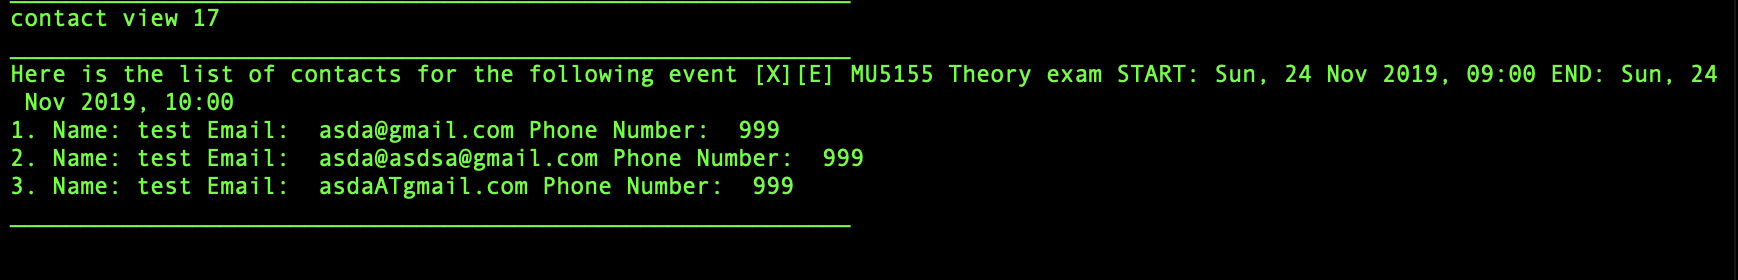 contact view 17
Here is the list of contacts for the following event [X][E] MU5155 Theory exam START: Sun, 24 Nov 2019, 09:00 END: Sun, 24
Nov 2019, 10:00
1. Name: test Email:  asda@gmail.com Phone Number:  999
2. Name: test Email:  asda@asdsa@gmail.com Phone Number:  999
3. Name: test Email:  asdaATgmail.com Phone Number:  999